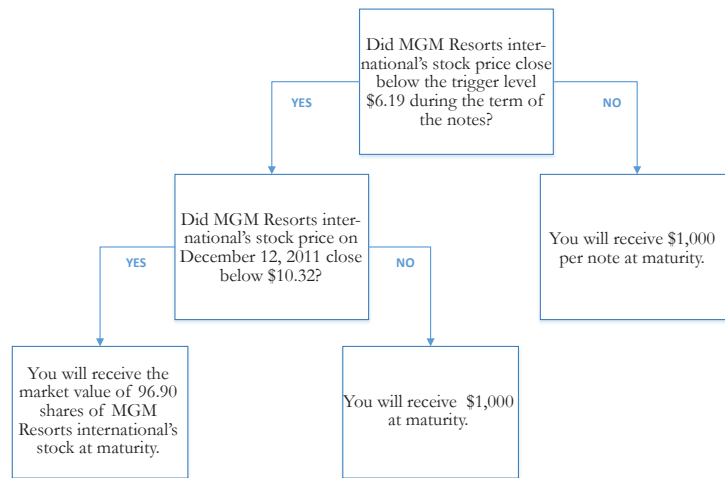 Did MGM Resorts inter-
national's stock price close
below the trigger level
$6.19 during the term of
the notes?
YES
NO
Did MGM Resorts inter-
national's stock price on
December 12, 2011 close
below $10.32?
You will receive $1,000
per note at maturity.
YES
NO
You will receive the
market value of 96.90
shares of MGM
Resorts international's
stock at maturity.
You will receive $1,000
at maturity.